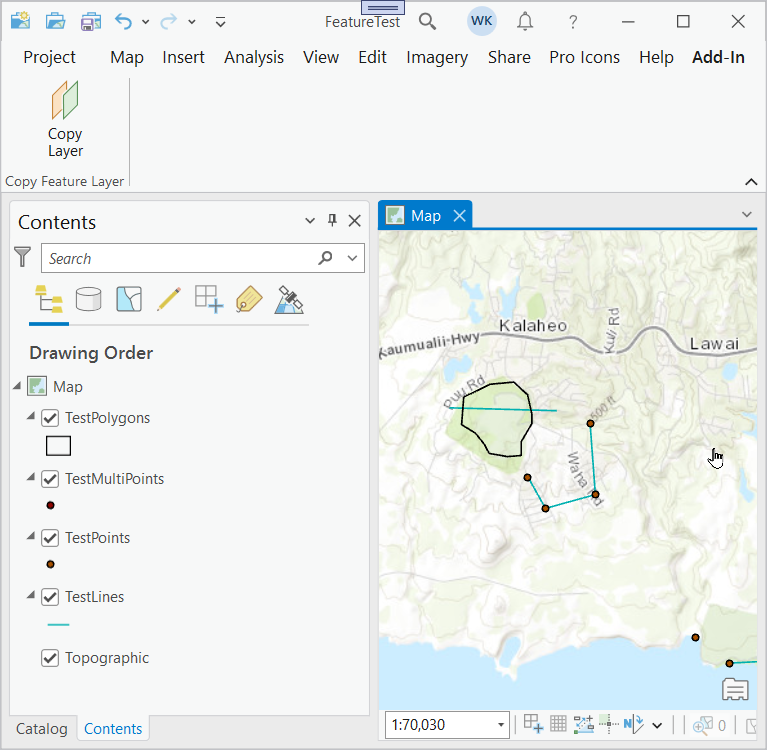 FeatureTest
WK
?
Project Map Insert Analysis View Edit Imagery Share Pro Icons Help Add-In
Copy
Layer
Copy Feature Layer
Contents
Search
Drawing Order
Map
TestPolygons
TestMultiPoints
TestPoints
TestLines
Topographic
Catalog Contents
Map
Kalaheo
Kuli Rd
Kaumualii-Hwy
Lawai
Puu Rd
500 ft
Waha Rd
1:70,030
N
0